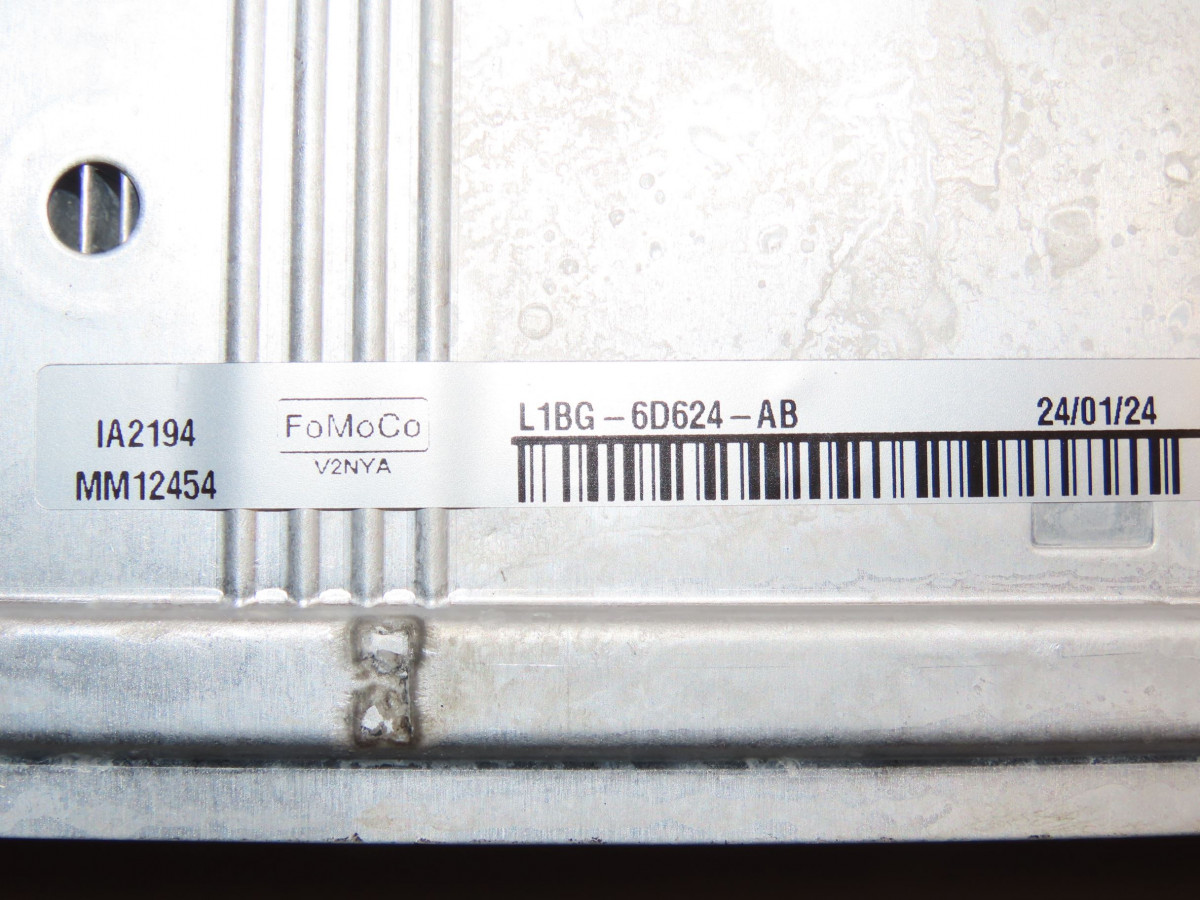 IA2194
MM12454
FoMoCo
V2NYA
L1BG-6D624-AB
24/01/24